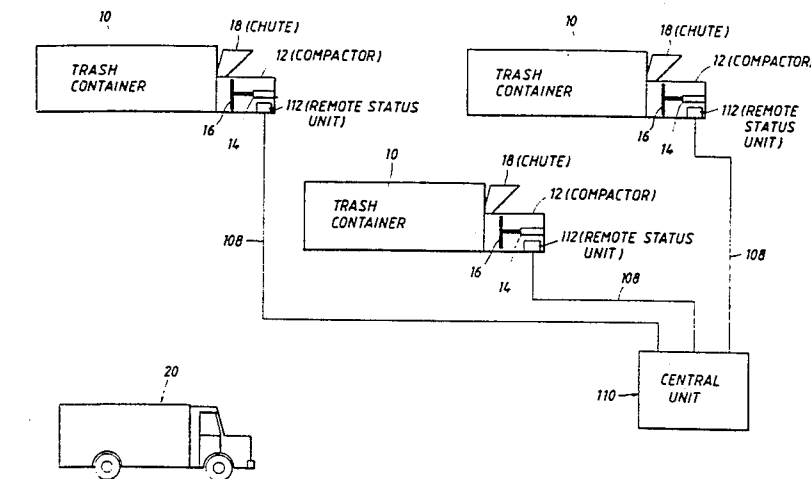 10
18 (CHUTE)
12 (COMPACTOR)
TRASH
CONTAINER
112 (REMOTE STATUS
UNIT)
16
14
10
18 (CHUTE)
12 (COMPACTOR)
TRASH
CONTAINER
112 (REMOTE
STATUS
UNIT)
16
14
10
18 (CHUTE)
12 (COMPACTOR)
TRASH
CONTAINER
112 (REMOTE STATUS
UNIT)
16
14
108
108
108
110
CENTRAL
UNIT
20